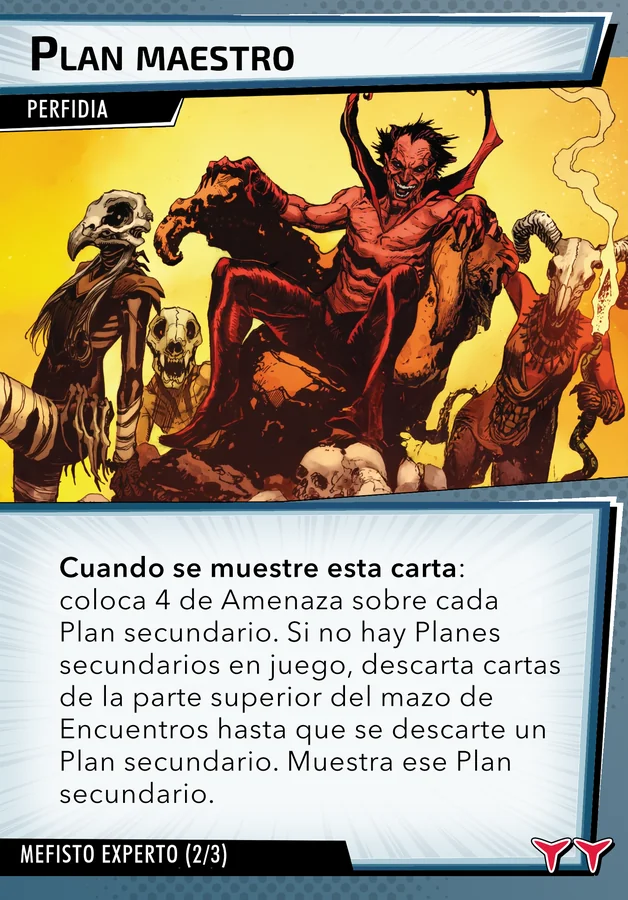 Plan maestro
PERFIDIA
Cuando se muestre esta carta:
coloca 4 de Amenaza sobre cada
Plan secundario. Si no hay Planes
secundarios en juego, descarta cartas
de la parte superior del mazo de
Encuentros hasta que se descarte un
Plan secundario. Muestra ese Plan
secundario.
MEFISTO EXPERTO (2/3)